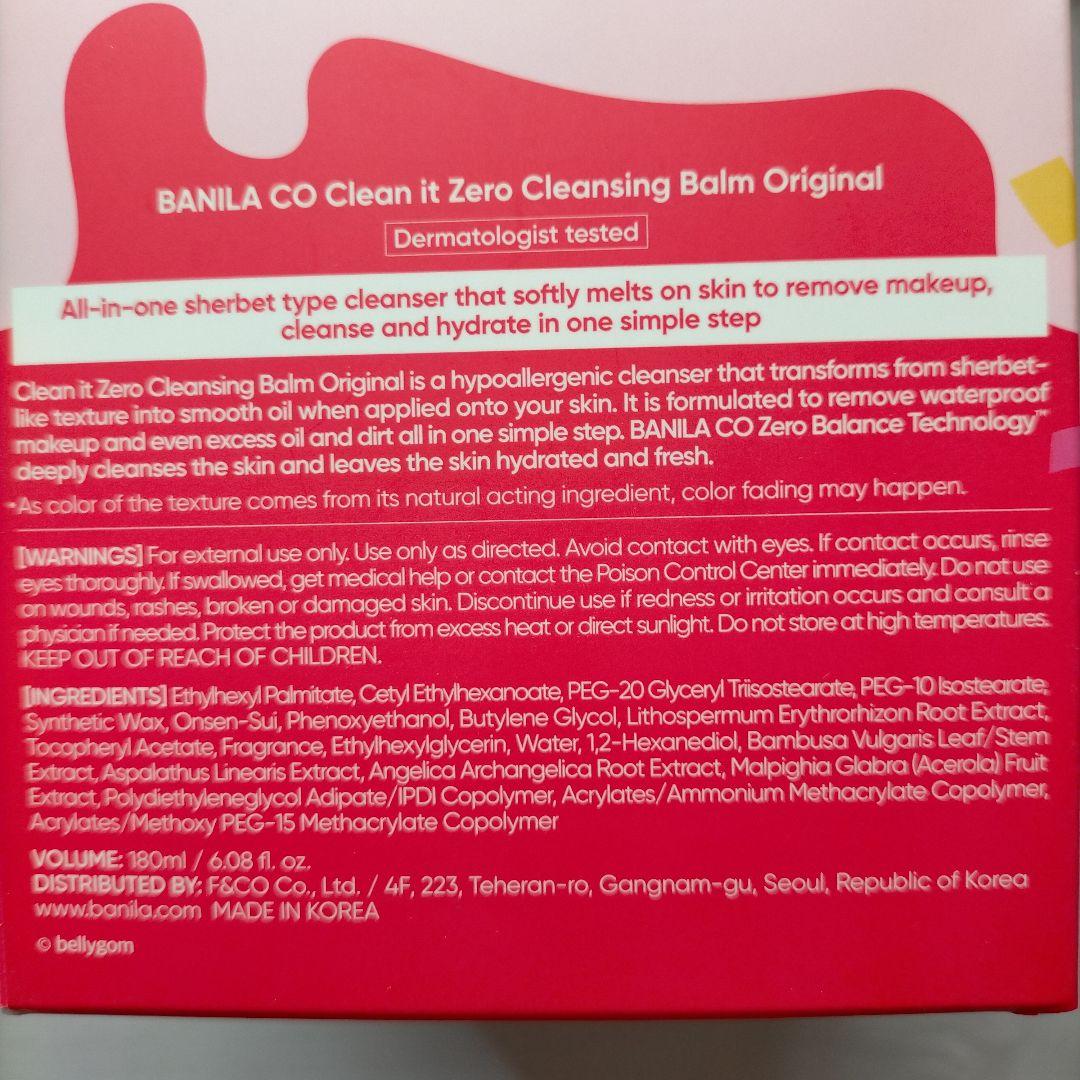 BANILA CO Clean it Zero Cleansing Balm Original
Dermatologist tested
All-in-one sherbet type cleanser that softly melts on skin to remove makeup,
cleanse and hydrate in one simple step
Clean it Zero Cleansing Balm Original is a hypoallergenic cleanser that transforms from sherbet-
like texture into smooth oil when applied onto your skin. It is formulated to remove waterproof
makeup and even excess oil and dirt all in one simple step. BANILA CO Zero Balance Technology™
deeply cleanses the skin and leaves the skin hydrated and fresh.
*As color of the texture comes from its natural acting ingredient, color fading may happen.
[WARNINGS] For external use only. Use only as directed. Avoid contact with eyes. If contact occurs, rinse
eyes thoroughly. If swallowed, get medical help or contact the Poison Control Center immediately. Do not use
on wounds, rashes, broken or damaged skin. Discontinue use if redness or irritation occurs and consult a
physician if needed. Protect the product from excess heat or direct sunlight. Do not store at high temperatures.
KEEP OUT OF REACH OF CHILDREN.
[INGREDIENTS] Ethylhexyl Palmitate, Cetyl Ethylhexanoate, PEG-20 Glyceryl Triisostearate, PEG-10 Isostearate,
Synthetic Wax, Onsen-Sui, Phenoxyethanol, Butylene Glycol, Lithospermum Erythrorhizon Root Extract,
Tocopheryl Acetate, Fragrance, Ethylhexylglycerin, Water, 1,2-Hexanediol, Bambusa Vulgaris Leaf/Stem
Extract, Aspalathus Linearis Extract, Angelica Archangelica Root Extract, Malpighia Glabra (Acerola) Fruit
Extract, Polydiethyleneglycol Adipate/IPDI Copolymer, Acrylates/Ammonium Methacrylate Copolymer,
Acrylates/Methoxy PEG-15 Methacrylate Copolymer
VOLUME: 180ml / 6.08 fl. oz.
DISTRIBUTED BY: F&CO Co., Ltd. / 4F, 223, Teheran-ro, Gangnam-gu, Seoul, Republic of Korea
www.banila.com MADE IN KOREA
© bellygom